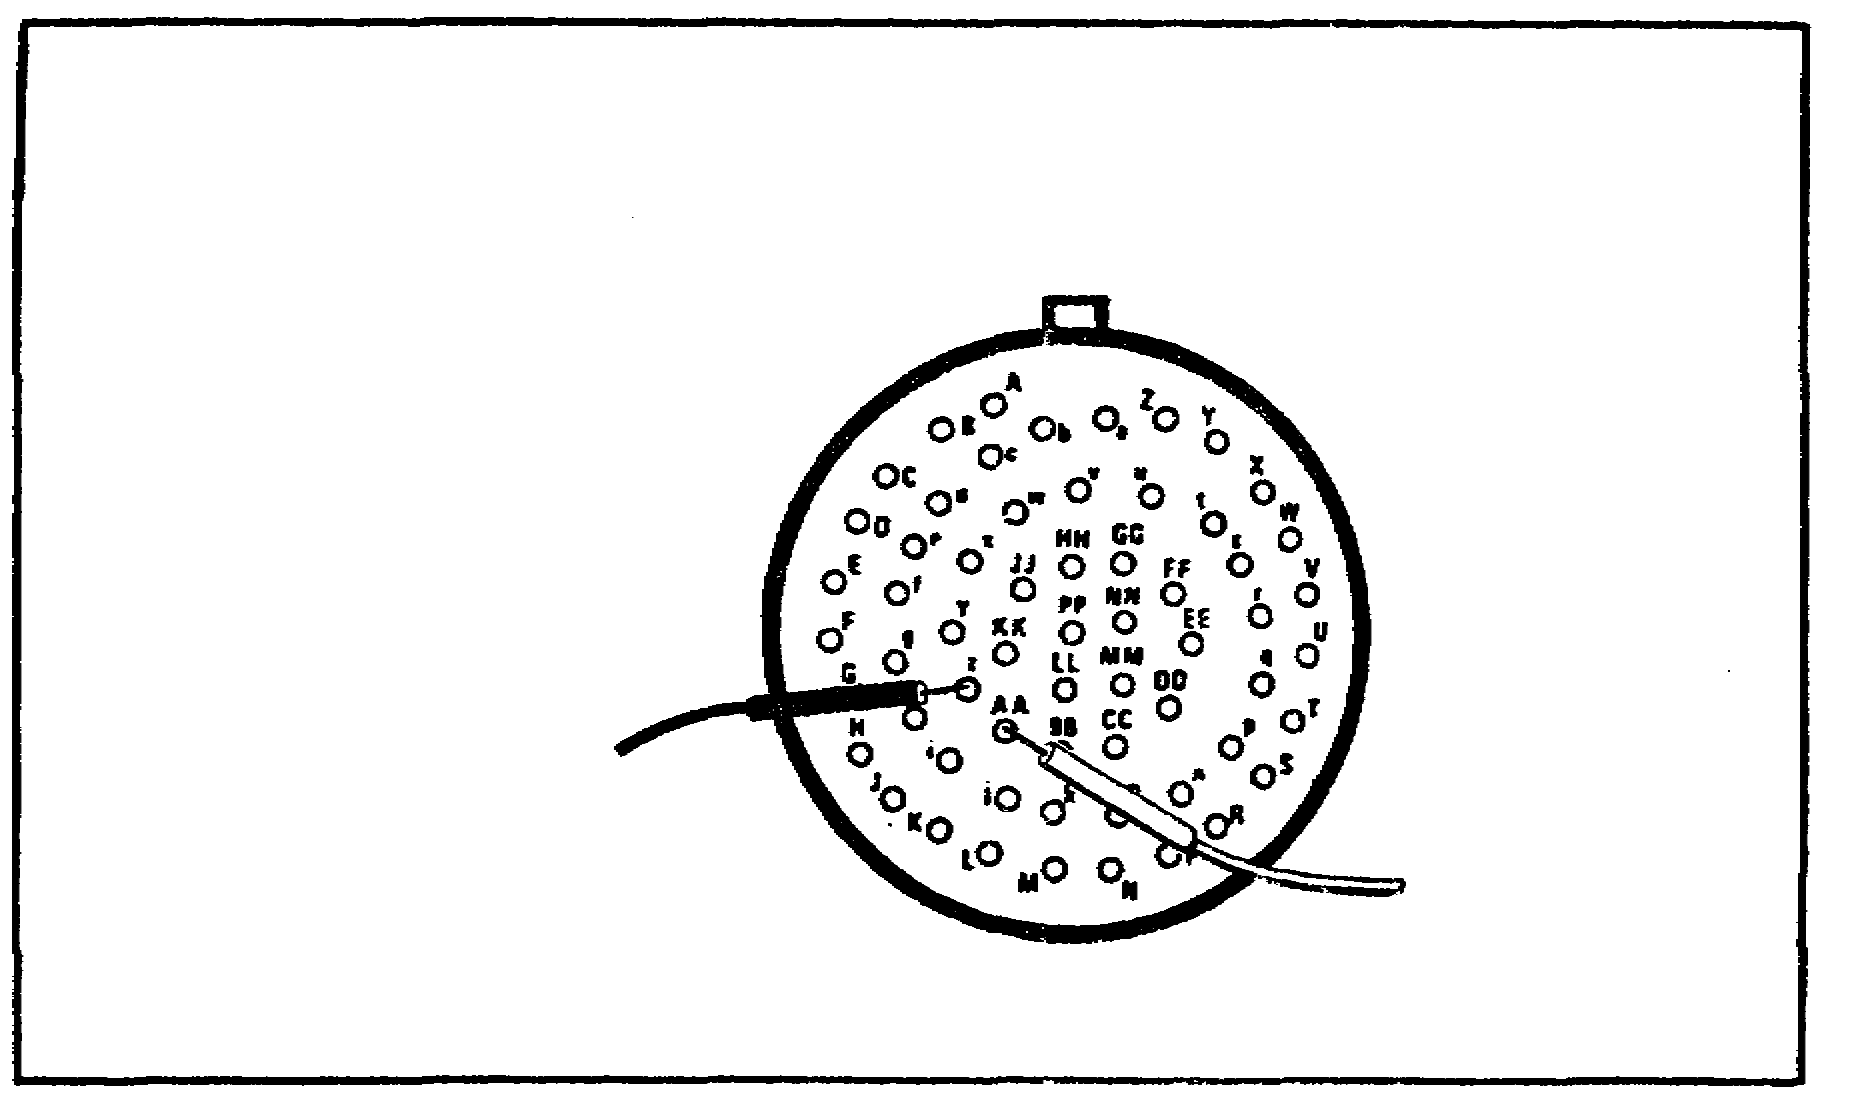 A
Z
Y
B
b
a
c
X
C
v
u
w
t
W
D
HH
GG
E
JJ
FF
V
f
r
PP
NN
F
KK
EE
U
g
LL
MM
q
z
G
DD
AA
T
H
BB
CC
p
i
S
J
j
k
n
K
R
L
M
N